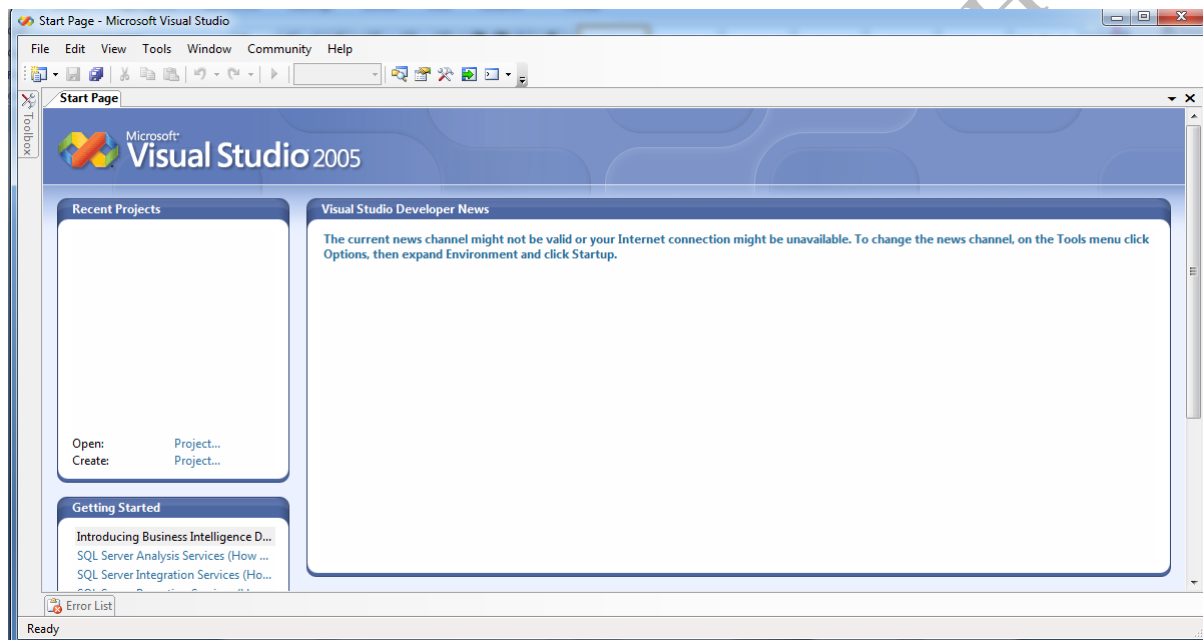 Start Page - Microsoft Visual Studio
File Edit View Tools Window Community Help
Start Page
Toolbox
Microsoft
Visual Studio 2005
Recent Projects
Open: Project...
Create: Project...
Getting Started
Introducing Business Intelligence D...
SQL Server Analysis Services (How ...
SQL Server Integration Services (Ho...
Visual Studio Developer News
The current news channel might not be valid or your Internet connection might be unavailable. To change the news channel, on the Tools menu click
Options, then expand Environment and click Startup.
Error List
Ready